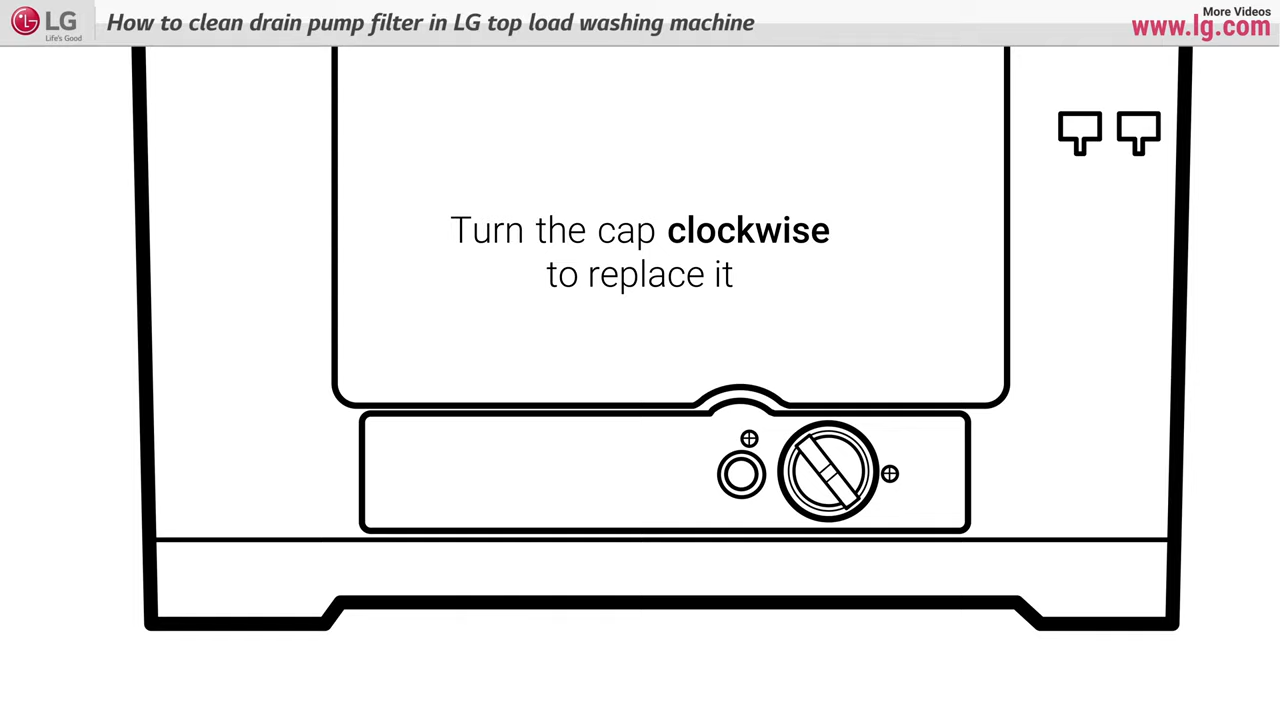 LG
Life's Good
How to clean drain pump filter in LG top load washing machine
More Videos
www.lg.com
Turn the cap clockwise
to replace it